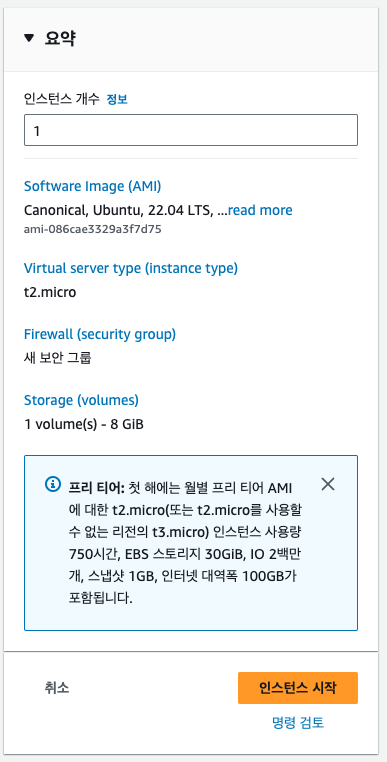 ▼ 요약
인스턴스 개수 정보
1
Software Image (AMI)
Canonical, Ubuntu, 22.04 LTS, ...read more
ami-086cae3329a3f7d75
Virtual server type (instance type)
t2.micro
Firewall (security group)
새 보안 그룹
Storage (volumes)
1 volume(s) - 8 GiB
프리 티어: 첫 해에는 월별 프리 티어 AMI
에 대한 t2.micro(또는 t2.micro를 사용할
수 없는 리전의 t3.micro) 인스턴스 사용량
750시간, EBS 스토리지 30GiB, IO 2백만
개, 스냅샷 1GB, 인터넷 대역폭 100GB가
포함됩니다.
취소
인스턴스 시작
명령 검토